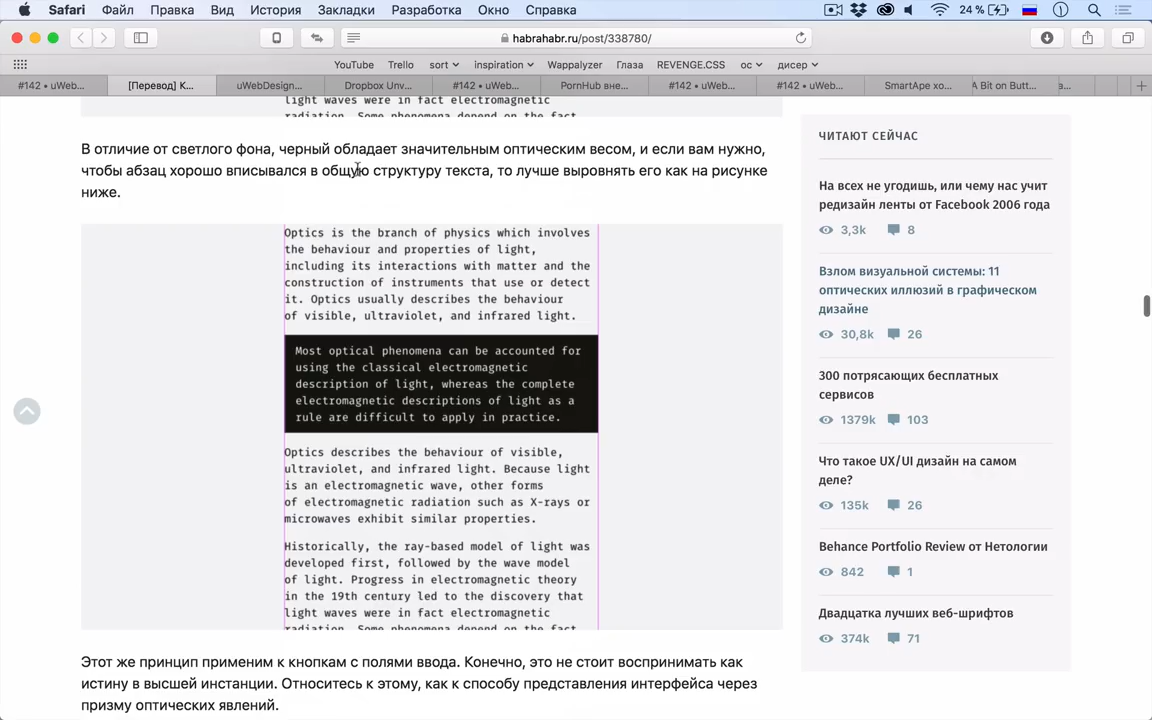 Safari Файл Правка Вид История Закладки Разработка Окно Справка 24 %
habrahabr.ru/post/338780/
YouTube Trello sort inspiration Wappalyzer Глаза REVENGE.CSS ос дисер
#142 • uWeb... [Перевод] К... uWebDesign... Dropbox Unv... #142 • uWeb... PornHub вне... #142 • uWeb... #142 • uWeb... SmartApe хо... A Bit on Butt...
light waves were in fact electromagnetic
radiation. Some phenomena depend on the fact
В отличие от светлого фона, черный обладает значительным оптическим весом, и если вам нужно,
чтобы абзац хорошо вписывался в общую структуру текста, то лучше выровнять его как на рисунке
ниже.
Optics is the branch of physics which involves
the behaviour and properties of light,
including its interactions with matter and the
construction of instruments that use or detect
it. Optics usually describes the behaviour
of visible, ultraviolet, and infrared light.
Most optical phenomena can be accounted for
using the classical electromagnetic
description of light, whereas the complete
electromagnetic descriptions of light as a
rule are difficult to apply in practice.
Optics describes the behaviour of visible,
ultraviolet, and infrared light. Because light
is an electromagnetic wave, other forms
of electromagnetic radiation such as X-rays or
microwaves exhibit similar properties.
Historically, the ray-based model of light was
developed first, followed by the wave model
of light. Progress in electromagnetic theory
in the 19th century led to the discovery that
light waves were in fact electromagnetic
radiation. Some phenomena depend on the fact
Этот же принцип применим к кнопкам с полями ввода. Конечно, это не стоит воспринимать как
истину в высшей инстанции. Относитесь к этому, как к способу представления интерфейса через
призму оптических явлений.
ЧИТАЮТ СЕЙЧАС
На всех не угодишь, или чему нас учит
редизайн ленты от Facebook 2006 года
3,3k 8
Взлом визуальной системы: 11
оптических иллюзий в графическом
дизайне
30,8k 26
300 потрясающих бесплатных
сервисов
1379k 103
Что такое UX/UI дизайн на самом
деле?
135k 26
Behance Portfolio Review от Нетологии
842 1
Двадцатка лучших веб-шрифтов
374k 71